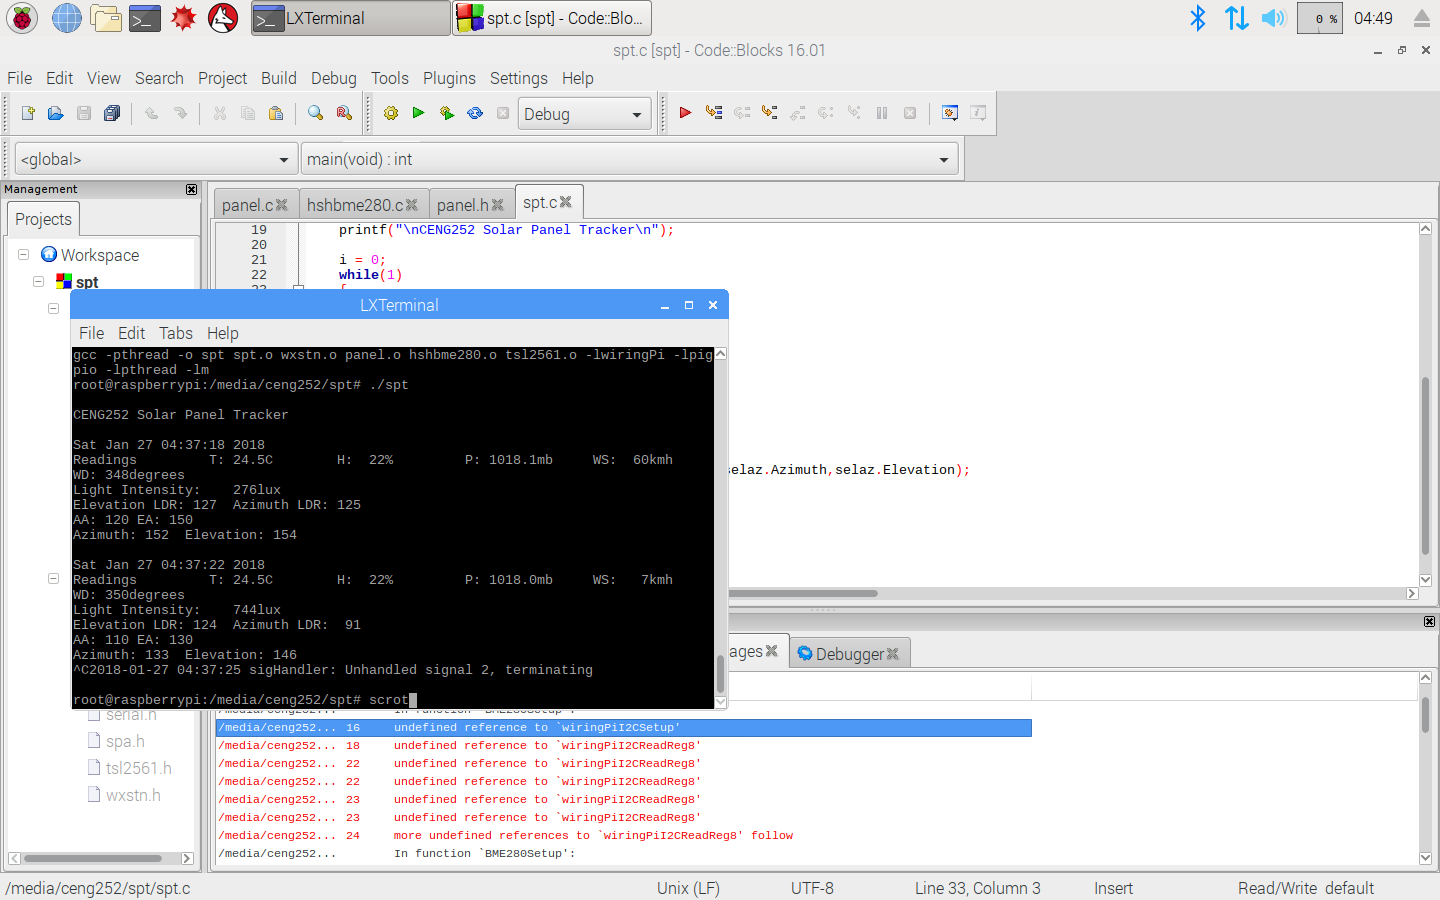 LXTerminal
spt.c [spt] - Code::Blo...
0 %
04:49
spt.c [spt] - Code::Blocks 16.01
File Edit View Search Project Build Debug Tools Plugins Settings Help
Debug
<global>
main(void) : int
Management
Projects
Workspace
spt
panel.c
hshbme280.c
panel.h
spt.c
19 printf("\nCENG252 Solar Panel Tracker\n");
20
21 i = 0;
22 while(1)
selaz.Azimuth,selaz.Elevation);
LXTerminal
File Edit Tabs Help
gcc -pthread -o spt spt.o wxstn.o panel.o hshbme280.o tsl2561.o -lwiringPi -lpig
pio -lpthread -lm
root@raspberrypi:/media/ceng252/spt# ./spt
CENG252 Solar Panel Tracker
Sat Jan 27 04:37:18 2018
Readings T: 24.5C H: 22% P: 1018.1mb WS: 60kmh
WD: 348degrees
Light Intensity: 276lux
Elevation LDR: 127 Azimuth LDR: 125
AA: 120 EA: 150
Azimuth: 152 Elevation: 154
Sat Jan 27 04:37:22 2018
Readings T: 24.5C H: 22% P: 1018.0mb WS: 7kmh
WD: 350degrees
Light Intensity: 744lux
Elevation LDR: 124 Azimuth LDR: 91
AA: 110 EA: 130
Azimuth: 133 Elevation: 146
^C2018-01-27 04:37:25 sigHandler: Unhandled signal 2, terminating
root@raspberrypi:/media/ceng252/spt# scrot
serial.h
spa.h
tsl2561.h
wxstn.h
ages
Debugger
/media/ceng252... In function `BME280Setup':
/media/ceng252... 16 undefined reference to `wiringPiI2CSetup'
/media/ceng252... 18 undefined reference to `wiringPiI2CReadReg8'
/media/ceng252... 22 undefined reference to `wiringPiI2CReadReg8'
/media/ceng252... 22 undefined reference to `wiringPiI2CReadReg8'
/media/ceng252... 23 undefined reference to `wiringPiI2CReadReg8'
/media/ceng252... 23 undefined reference to `wiringPiI2CReadReg8'
/media/ceng252... 24 more undefined references to `wiringPiI2CReadReg8' follow
/media/ceng252... In function `BME280Setup':
/media/ceng252/spt/spt.c
Unix (LF)
UTF-8
Line 33, Column 3
Insert
Read/Write default